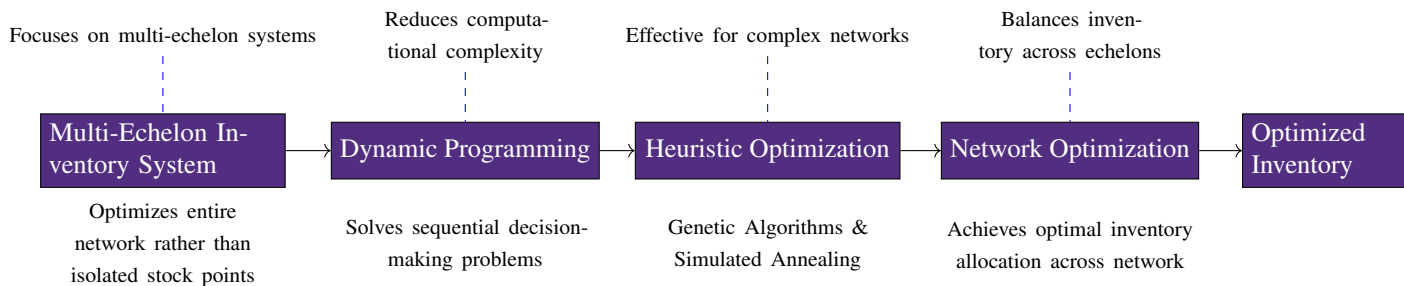 Focuses on multi-echelon systems
Reduces computa-
tional complexity
Effective for complex networks
Balances inven-
tory across echelons
Multi-Echelon In-
ventory System
Dynamic Programming
Heuristic Optimization
Network Optimization
Optimized
Inventory
Optimizes entire
network rather than
isolated stock points
Solves sequential decision-
making problems
Genetic Algorithms &
Simulated Annealing
Achieves optimal inventory
allocation across network